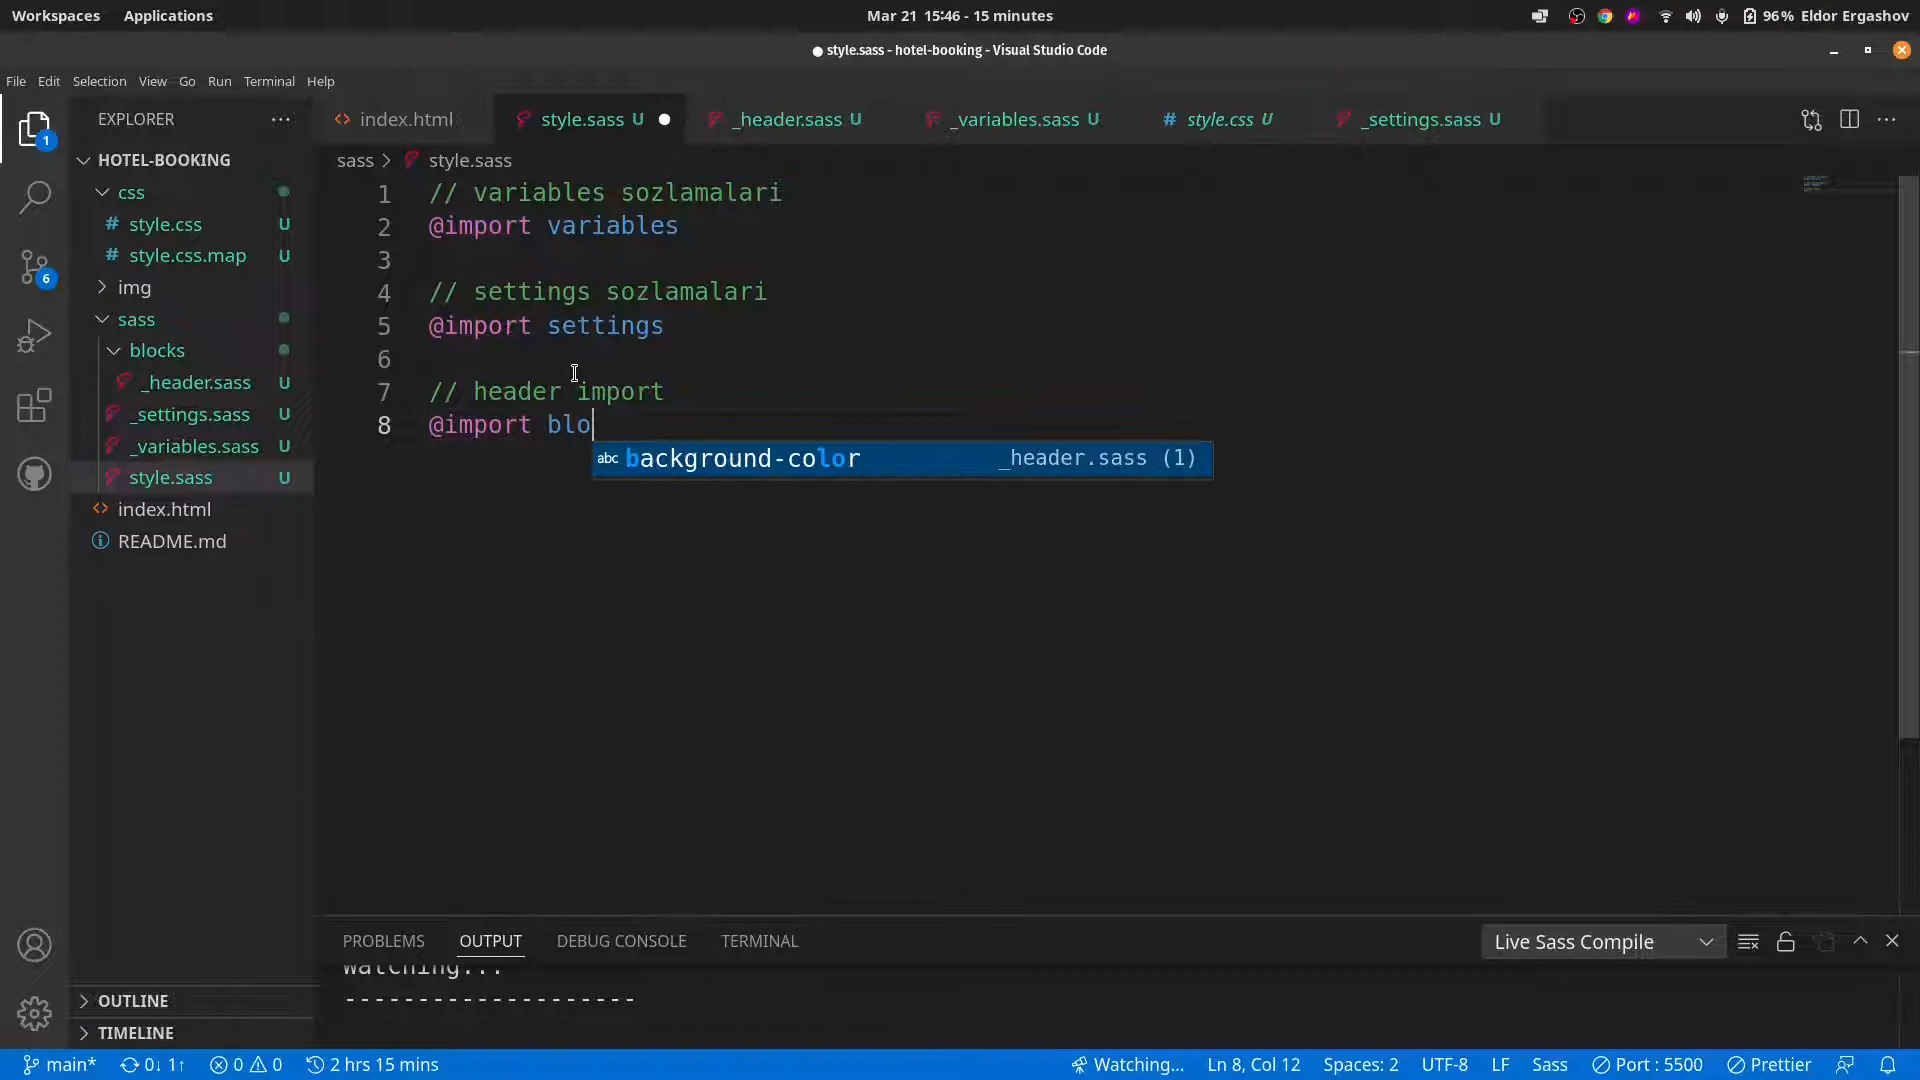 Workspaces Applications Mar 21 15:46 - 15 minutes 96% Eldor Ergashov
● style.sass - hotel-booking - Visual Studio Code
File Edit Selection View Go Run Terminal Help
EXPLORER ...
index.html style.sass U _header.sass U _variables.sass U style.css U _settings.sass U
HOTEL-BOOKING
css
style.css U
style.css.map U
img
sass
blocks
_header.sass U
_settings.sass U
_variables.sass U
style.sass U
index.html
README.md
OUTLINE
TIMELINE
1
6
sass > style.sass
1 // variables sozlamalari
2 @import variables
3
4 // settings sozlamalari
5 @import settings
6
7 // header import
8 @import blo
abc background-color _header.sass (1)
PROBLEMS OUTPUT DEBUG CONSOLE TERMINAL Live Sass Compile
Watching...
--------------------
main* 0↓ 1↑ 0 0 2 hrs 15 mins Watching... Ln 8, Col 12 Spaces: 2 UTF-8 LF Sass Port : 5500 Prettier